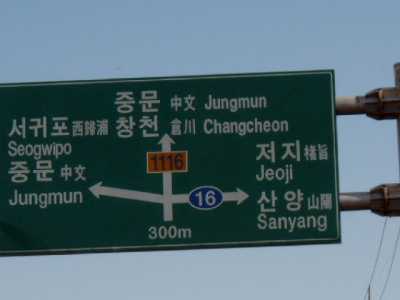 중문 中文 Jungmun
창천 倉川 Changcheon
서귀포 西歸浦
Seogwipo
중문 中文
Jungmun
1116
16
300m
저지 楮旨
Jeoji
산양 山陽
Sanyang